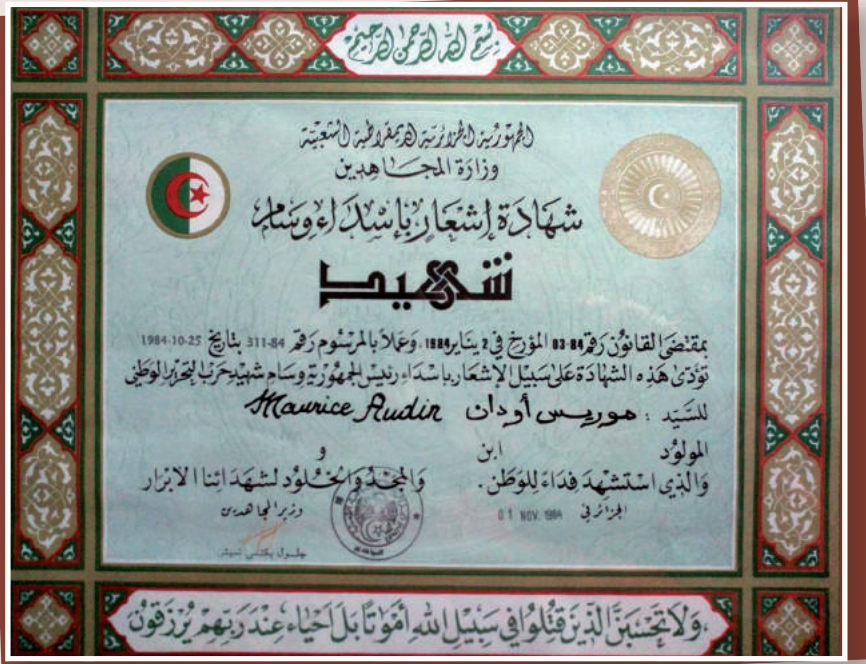 بسم الله الرحمن الرحيم
الجمهورية الجزائرية الديمقراطية الشعبية
وزارة المجاهدين
شهادة إشعار بإسداء وسام
شهيد
بمقتضى القانون رقم 84-03 المؤرخ في 2 يناير 1984، وعملاً بالمرسوم رقم 84-311 بتاريخ 25-10-1984
تؤدى هذه الشهادة على سبيل الإشعار بإسداء رئيس الجمهورية وسام شهيد حرب التحرير الوطني
للسيد : موريس أودان Maurice Audin
المولود ابن و
والذي استشهد فداء للوطن. والمجد والخلود لشهدائنا الابرار
الجزائر في 01 NOV. 1984 وزير المجاهدين
جلول
ولا تحسبن الذين قتلوا في سبيل الله أمواتا بل أحياء عند ربهم يرزقون